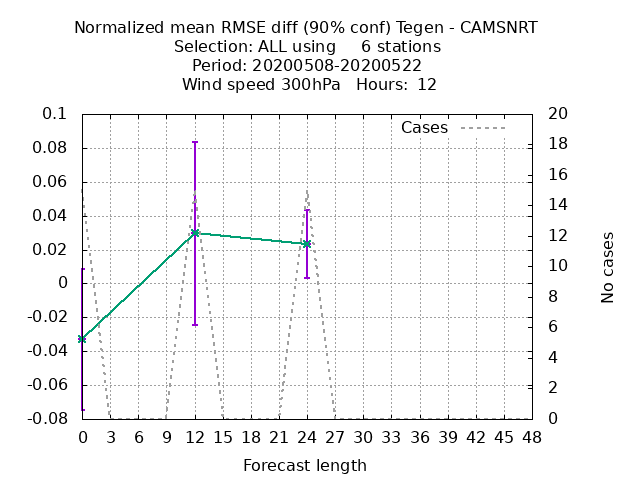 Normalized mean RMSE diff (90% conf) Tegen - CAMSNRT
Selection: ALL using     6 stations
Period: 20200508-20200522
Wind speed 300hPa   Hours:  12
Cases
0.1
0.08
0.06
0.04
0.02
0
-0.02
-0.04
-0.06
-0.08
20
18
16
14
12
10
8
6
4
2
0
No cases
0 3 6 9 12 15 18 21 24 27 30 33 36 39 42 45 48
Forecast length